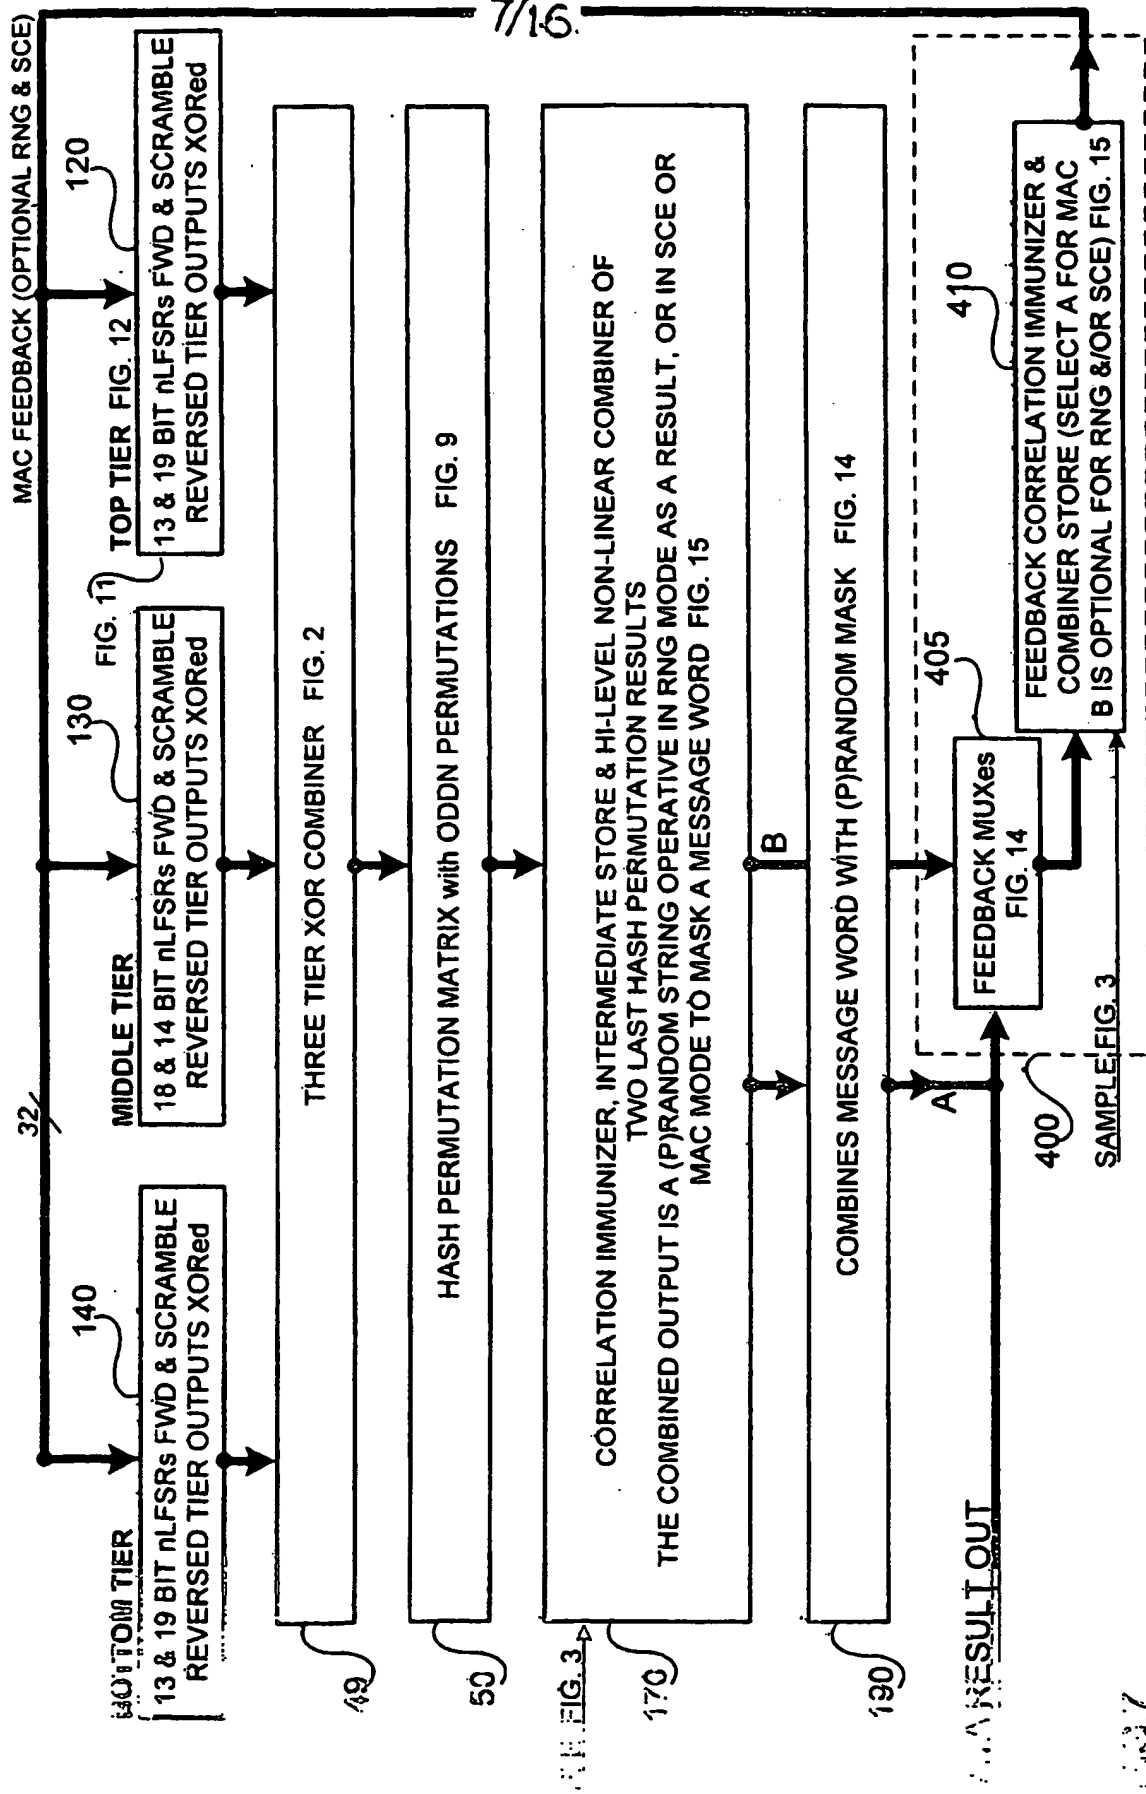 7/16
MAC FEEDBACK (OPTIONAL RNG & SCE)
32
BOTTOM TIER
140
13 & 19 BIT nLFSRs FWD & SCRAMBLE
REVERSED TIER OUTPUTS XORed
MIDDLE TIER
130
18 & 14 BIT nLFSRs FWD & SCRAMBLE
REVERSED TIER OUTPUTS XORed
FIG. 11
TOP TIER FIG. 12
120
13 & 19 BIT nLFSRs FWD & SCRAMBLE
REVERSED TIER OUTPUTS XORed
49
THREE TIER XOR COMBINER FIG. 2
50
HASH PERMUTATION MATRIX with ODDN PERMUTATIONS FIG. 9
FIG. 3
170
CORRELATION IMMUNIZER, INTERMEDIATE STORE & HI-LEVEL NON-LINEAR COMBINER OF
TWO LAST HASH PERMUTATION RESULTS
THE COMBINED OUTPUT IS A (P)RANDOM STRING OPERATIVE IN RNG MODE AS A RESULT, OR IN SCE OR
MAC MODE TO MASK A MESSAGE WORD FIG. 15
B
190
COMBINES MESSAGE WORD WITH (P)RANDOM MASK FIG. 14
A
RESULT OUT
400
405
FEEDBACK MUXes
FIG. 14
410
FEEDBACK CORRELATION IMMUNIZER &
COMBINER STORE (SELECT A FOR MAC
B IS OPTIONAL FOR RNG &/OR SCE) FIG. 15
SAMPLE FIG. 3